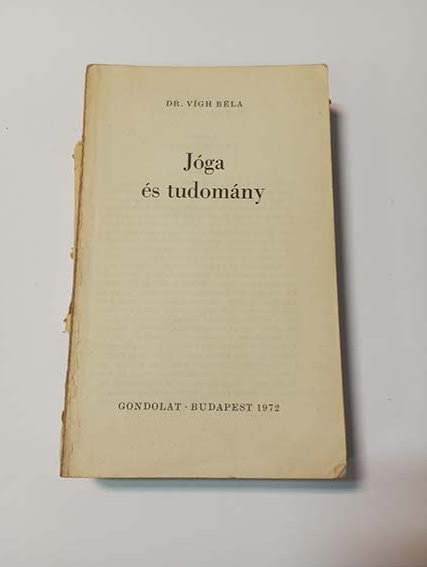 DR. VÍGH BÉLA
Jóga
és tudomány
GONDOLAT · BUDAPEST 1972